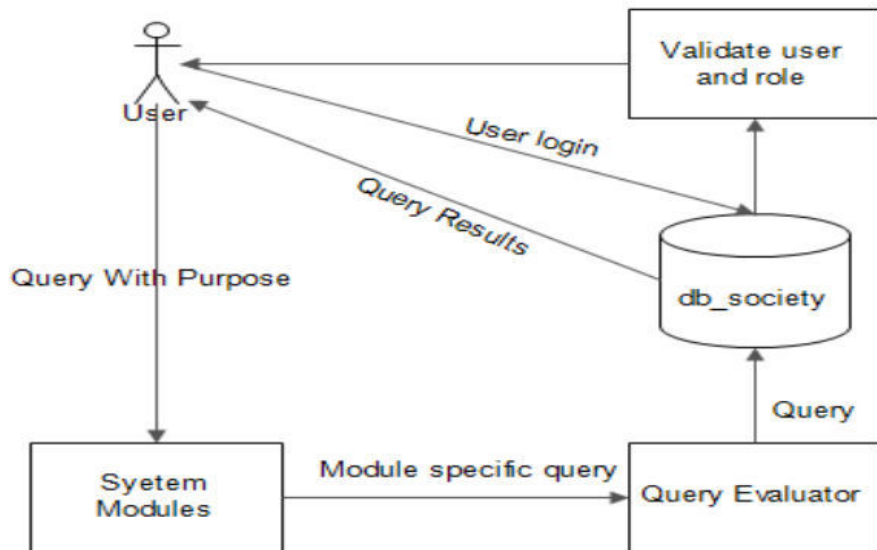 Validate user
and role
User
User login
Query Results
Query With Purpose
db_society
Query
Syetem
Modules
Module specific query
Query Evaluator